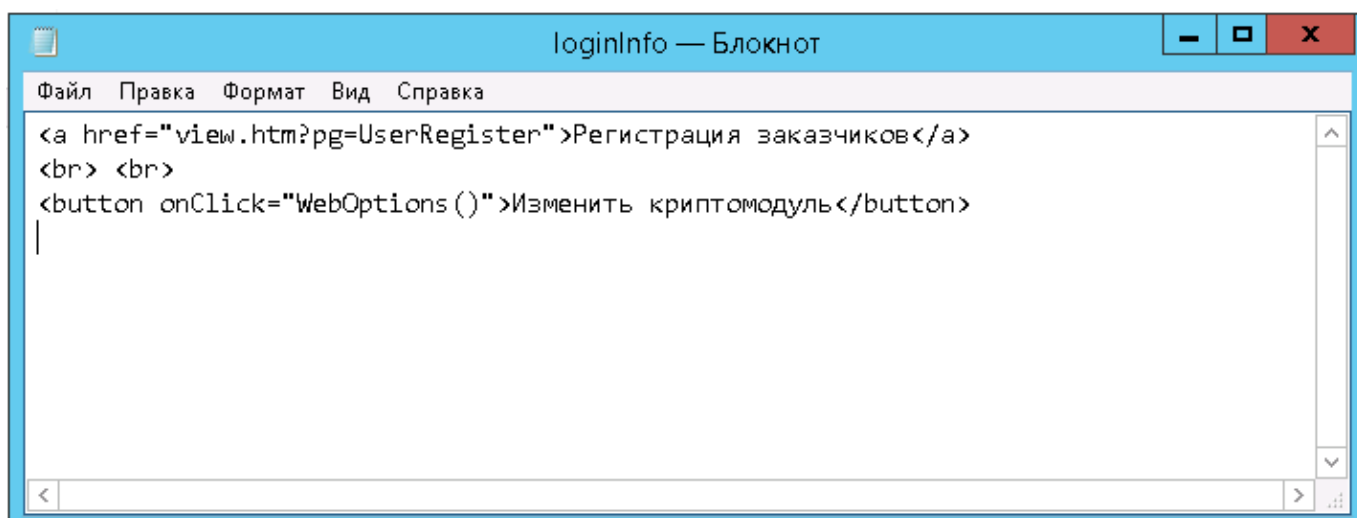 loginInfo — Блокнот
Файл Правка Формат Вид Справка
<a href="view.htm?pg=UserRegister">Регистрация заказчиков</a>
<br> <br>
<button onClick="WebOptions()">Изменить криптомодуль</button>